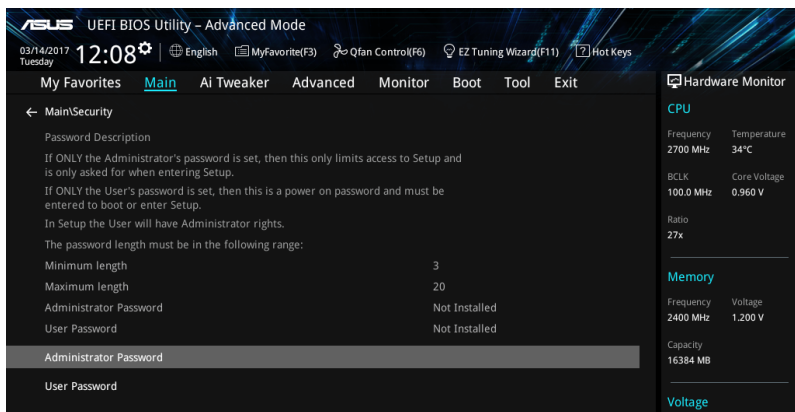 ASUS UEFI BIOS Utility – Advanced Mode
03/14/2017 Tuesday 12:08 English MyFavorite(F3) Qfan Control(F6) EZ Tuning Wizard(F11) ? Hot Keys
My Favorites Main Ai Tweaker Advanced Monitor Boot Tool Exit
← Main\Security
Password Description
If ONLY the Administrator's password is set, then this only limits access to Setup and
is only asked for when entering Setup.
If ONLY the User's password is set, then this is a power on password and must be
entered to boot or enter Setup.
In Setup the User will have Administrator rights.
The password length must be in the following range:
Minimum length 3
Maximum length 20
Administrator Password Not Installed
User Password Not Installed
Administrator Password
User Password
Hardware Monitor
CPU
Frequency Temperature
2700 MHz 34°C
BCLK Core Voltage
100.0 MHz 0.960 V
Ratio
27x
Memory
Frequency Voltage
2400 MHz 1.200 V
Capacity
16384 MB
Voltage